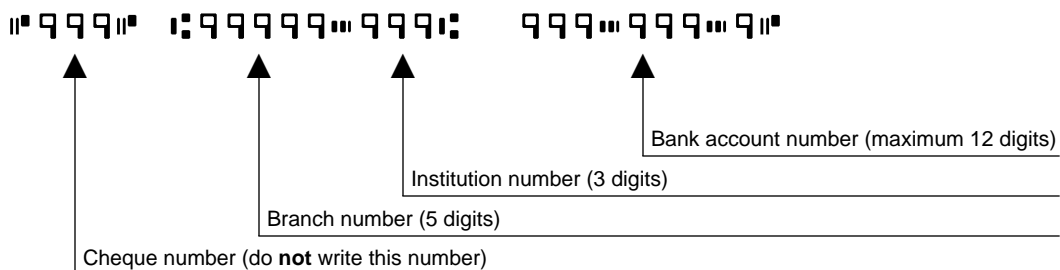 ⑈999⑈ ⑆99999⑉999⑆ 999⑉999⑉9⑈
Bank account number (maximum 12 digits)
Institution number (3 digits)
Branch number (5 digits)
Cheque number (do not write this number)